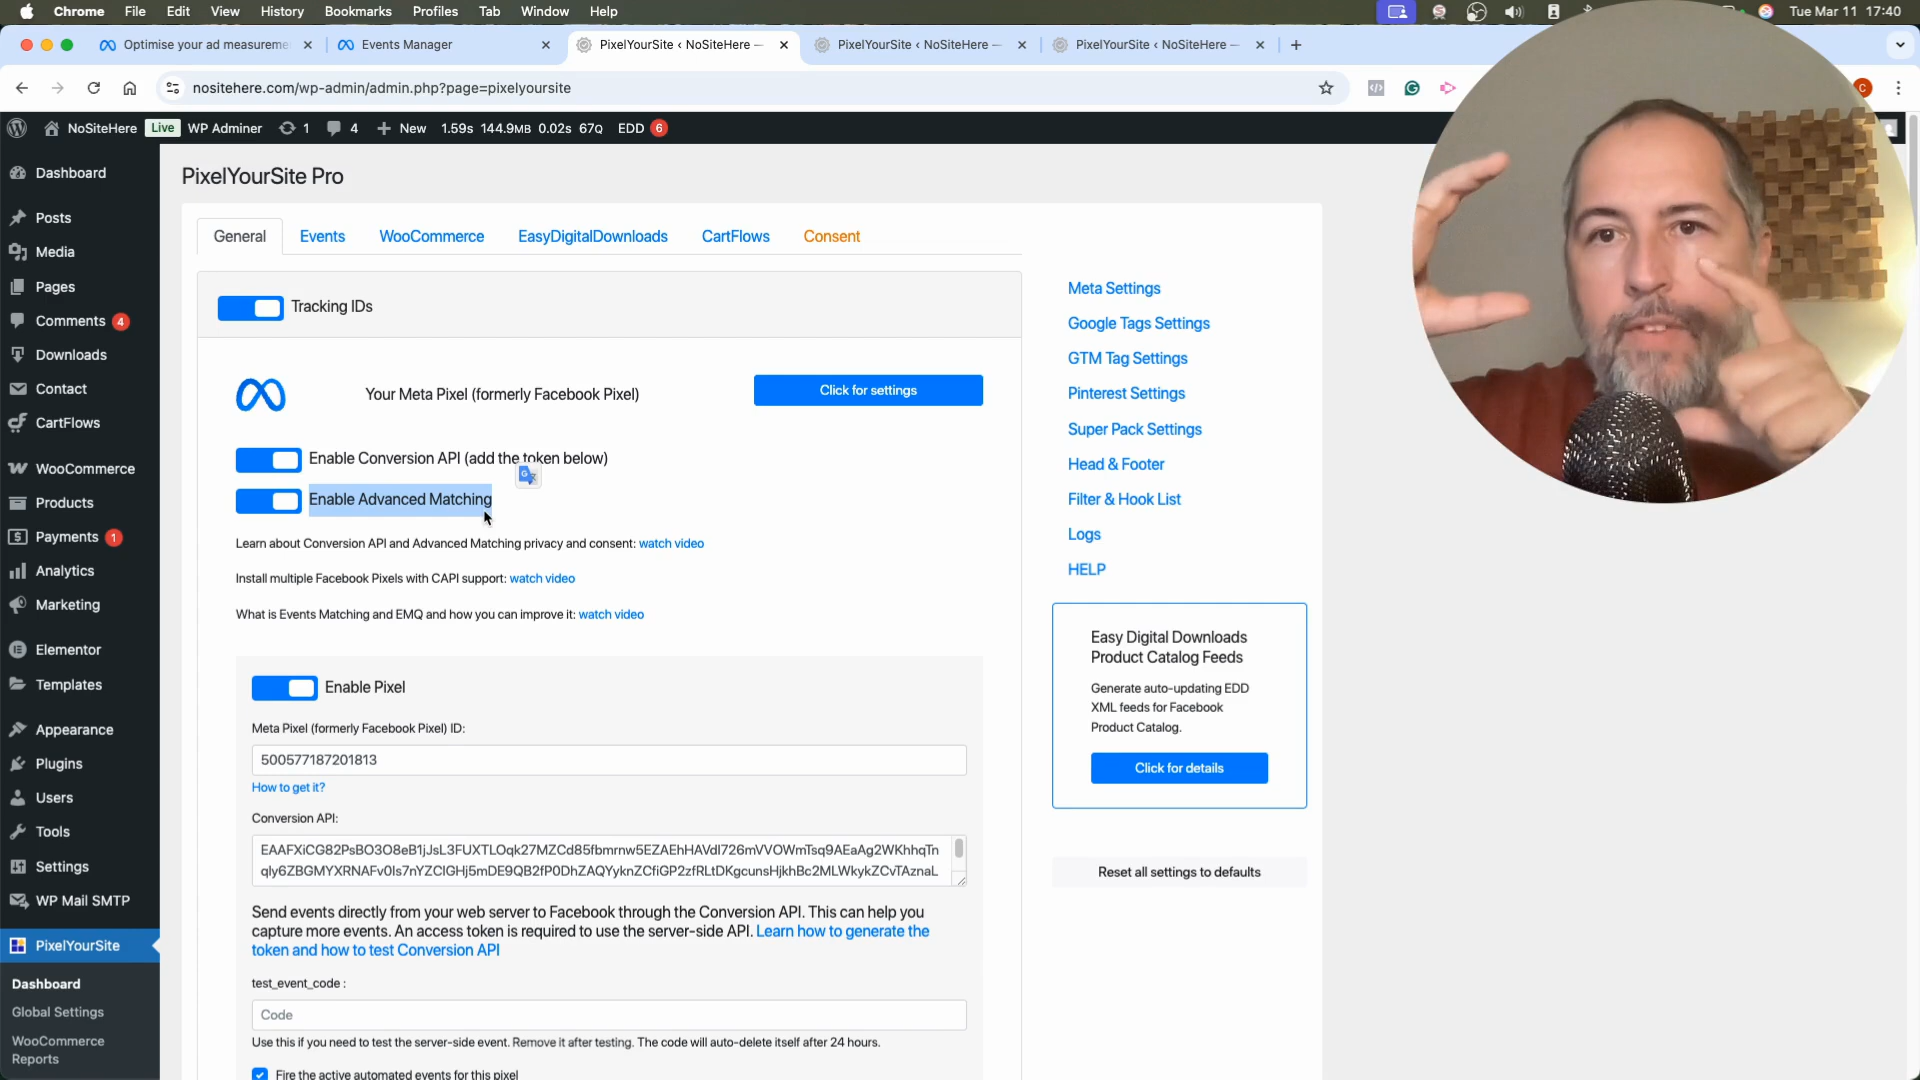 Chrome File Edit View History Bookmarks Profiles Tab Window Help
Tue Mar 11 17:40
Optimise your ad measureme
Events Manager
PixelYourSite ‹ NoSiteHere —
PixelYourSite ‹ NoSiteHere —
PixelYourSite ‹ NoSiteHere —
nositehere.com/wp-admin/admin.php?page=pixelyoursite
C
NoSiteHere Live WP Adminer 1 4 New 1.59s 144.9MB 0.02s 67Q EDD 6
Dashboard
Posts
Media
Pages
Comments 4
Downloads
Contact
CartFlows
WooCommerce
Products
Payments 1
Analytics
Marketing
Elementor
Templates
Appearance
Plugins
Users
Tools
Settings
WP Mail SMTP
PixelYourSite
Dashboard
Global Settings
WooCommerce
Reports
PixelYourSite Pro
General Events WooCommerce EasyDigitalDownloads CartFlows Consent
Tracking IDs
Your Meta Pixel (formerly Facebook Pixel)
Click for settings
Enable Conversion API (add the token below)
Enable Advanced Matching
Learn about Conversion API and Advanced Matching privacy and consent: watch video
Install multiple Facebook Pixels with CAPI support: watch video
What is Events Matching and EMQ and how you can improve it: watch video
Enable Pixel
Meta Pixel (formerly Facebook Pixel) ID:
500577187201813
How to get it?
Conversion API:
EAAFXiCG82PsBO3O8eB1jJsL3FUXTLOqk27MZCd85fbmrnw5EZAEhHAVdI726mVVOWmTsq9AEaAg2WKhhqTn
qIy6ZBGMYXRNAFv0Is7nYZClGHj5mDE9QB2fP0DhZAQYyknZCfiGP2zfRLtDKgcunsHjkhBc2MLWkykZCvTAznaL
Send events directly from your web server to Facebook through the Conversion API. This can help you
capture more events. An access token is required to use the server-side API. Learn how to generate the
token and how to test Conversion API
test_event_code :
Code
Use this if you need to test the server-side event. Remove it after testing. The code will auto-delete itself after 24 hours.
Fire the active automated events for this pixel
Meta Settings
Google Tags Settings
GTM Tag Settings
Pinterest Settings
Super Pack Settings
Head & Footer
Filter & Hook List
Logs
HELP
Easy Digital Downloads
Product Catalog Feeds
Generate auto-updating EDD
XML feeds for Facebook
Product Catalog.
Click for details
Reset all settings to defaults